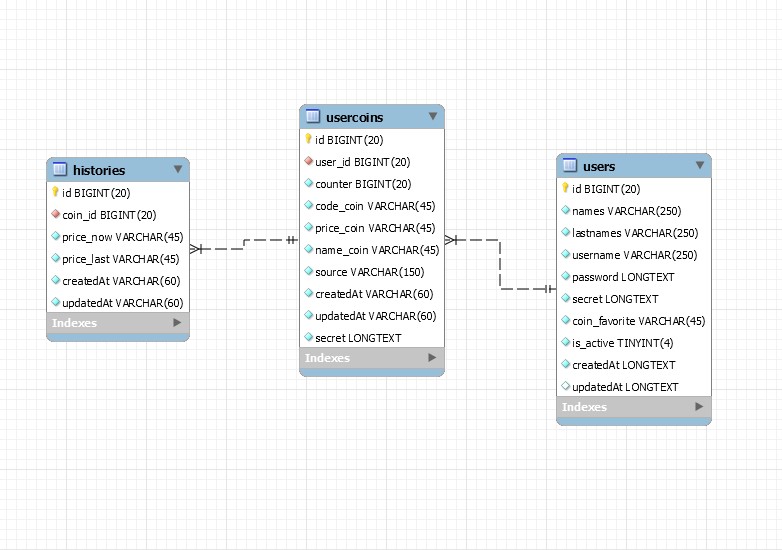 histories
id BIGINT(20)
coin_id BIGINT(20)
price_now VARCHAR(45)
price_last VARCHAR(45)
createdAt VARCHAR(60)
updatedAt VARCHAR(60)
Indexes
usercoins
id BIGINT(20)
user_id BIGINT(20)
counter BIGINT(20)
code_coin VARCHAR(45)
price_coin VARCHAR(45)
name_coin VARCHAR(45)
source VARCHAR(150)
createdAt VARCHAR(60)
updatedAt VARCHAR(60)
secret LONGTEXT
Indexes
users
id BIGINT(20)
names VARCHAR(250)
lastnames VARCHAR(250)
username VARCHAR(250)
password LONGTEXT
secret LONGTEXT
coin_favorite VARCHAR(45)
is_active TINYINT(4)
createdAt LONGTEXT
updatedAt LONGTEXT
Indexes